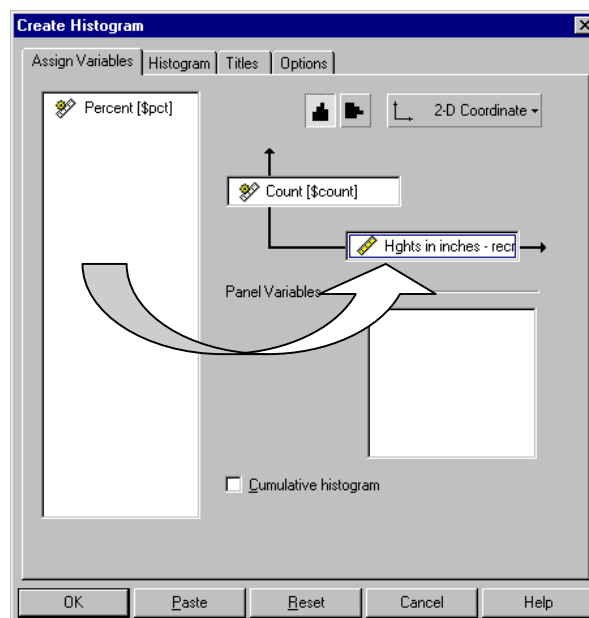 Create Histogram
Assign Variables Histogram Titles Options
Percent [$pct]
2-D Coordinate
Count [$count]
Hghts in inches - recr
Panel Variables
Cumulative histogram
OK Paste Reset Cancel Help